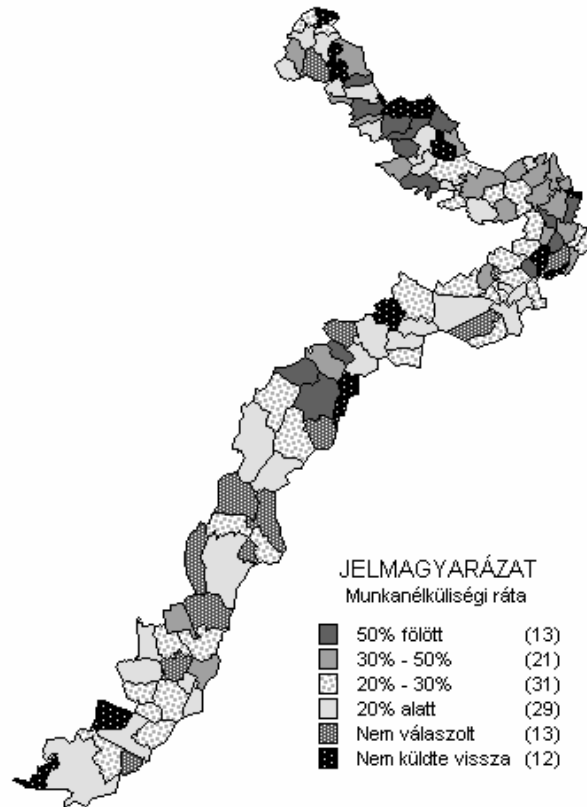 JELMAGYARÁZAT
Munkanélküliségi ráta
50% fölött (13)
30% - 50% (21)
20% - 30% (31)
20% alatt (29)
Nem válaszolt (13)
Nem küldte vissza (12)